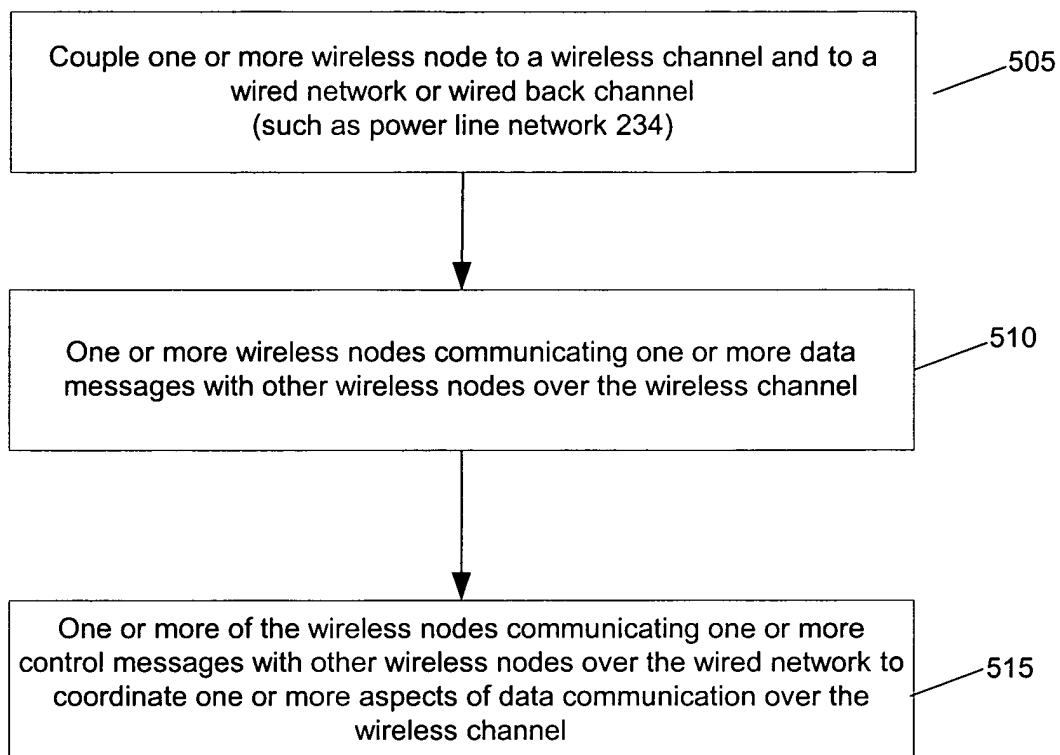 Couple one or more wireless node to a wireless channel and to a
wired network or wired back channel
(such as power line network 234)
505
One or more wireless nodes communicating one or more data
messages with other wireless nodes over the wireless channel
510
One or more of the wireless nodes communicating one or more
control messages with other wireless nodes over the wired network to
coordinate one or more aspects of data communication over the
wireless channel
515